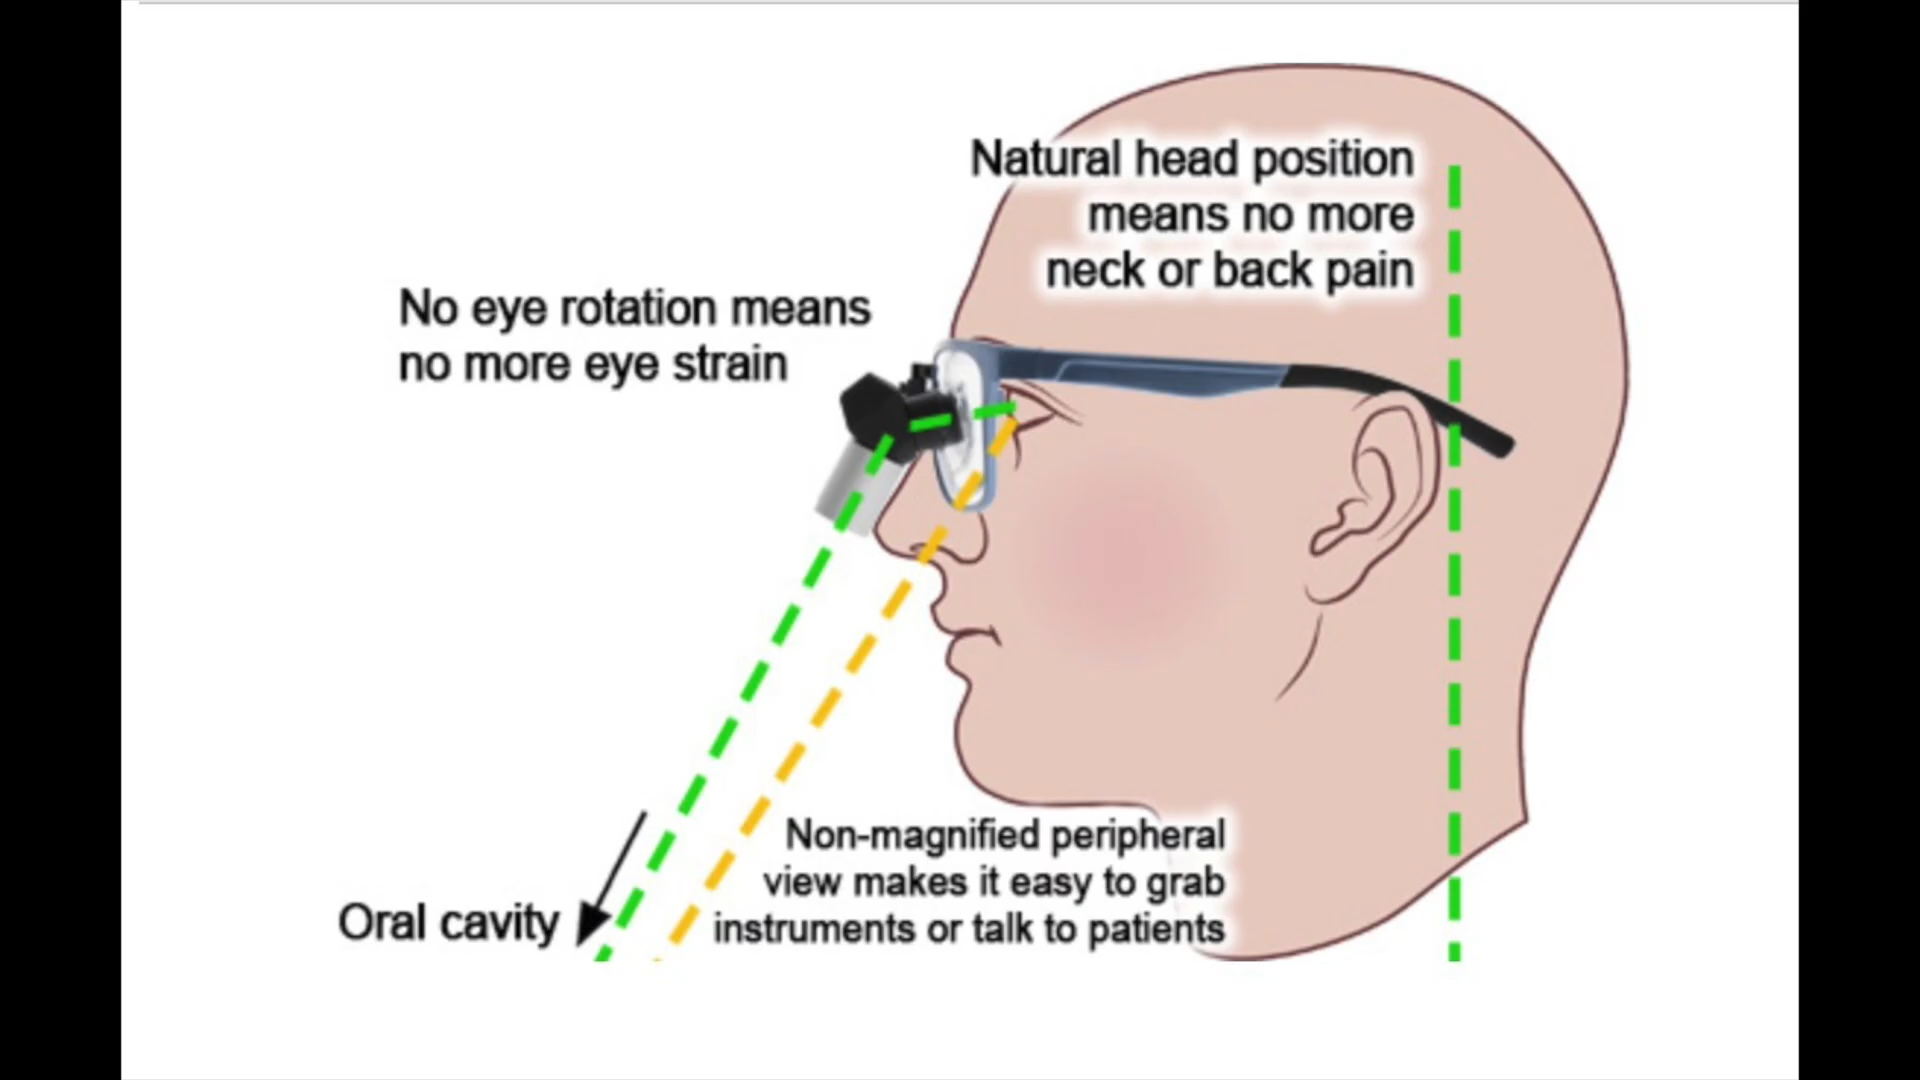 Natural head position
means no more
neck or back pain
No eye rotation means
no more eye strain
Non-magnified peripheral
view makes it easy to grab
instruments or talk to patients
Oral cavity